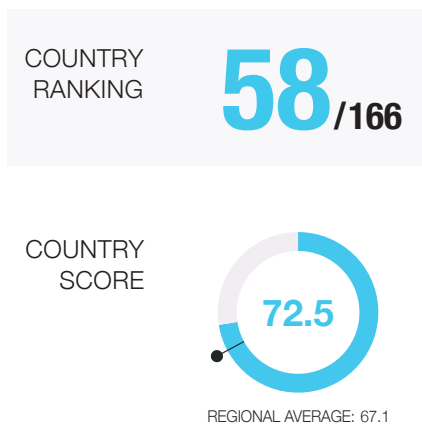 COUNTRY
RANKING
58/166
COUNTRY
SCORE
72.5
REGIONAL AVERAGE: 67.1